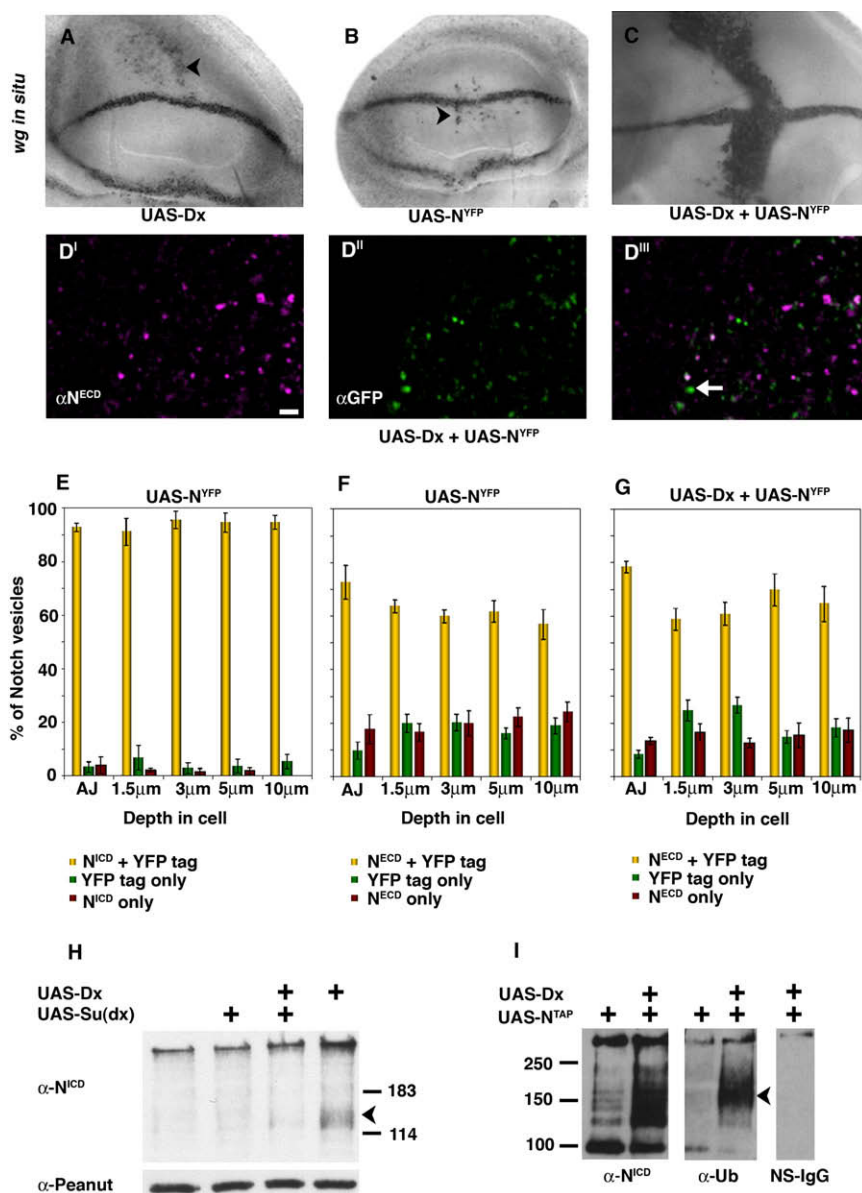 A
B
C
wg in situ
UAS-Dx
UAS-N^YFP
UAS-Dx + UAS-N^YFP
D^I
D^II
D^III
αN^ECD
αGFP
UAS-Dx + UAS-N^YFP
E
F
G
UAS-N^YFP
UAS-N^YFP
UAS-Dx + UAS-N^YFP
% of Notch vesicles
100
80
60
40
20
0
AJ 1.5μm 3μm 5μm 10μm
AJ 1.5μm 3μm 5μm 10μm
AJ 1.5μm 3μm 5μm 10μm
Depth in cell
Depth in cell
Depth in cell
N^ICD + YFP tag
YFP tag only
N^ICD only
N^ECD + YFP tag
YFP tag only
N^ECD only
N^ECD + YFP tag
YFP tag only
N^ECD only
H
UAS-Dx + +
UAS-Su(dx) + +
α-N^ICD
183
114
α-Peanut
I
UAS-Dx + + +
UAS-N^TAP + + + + +
250
150
100
α-N^ICD
α-Ub
NS-IgG